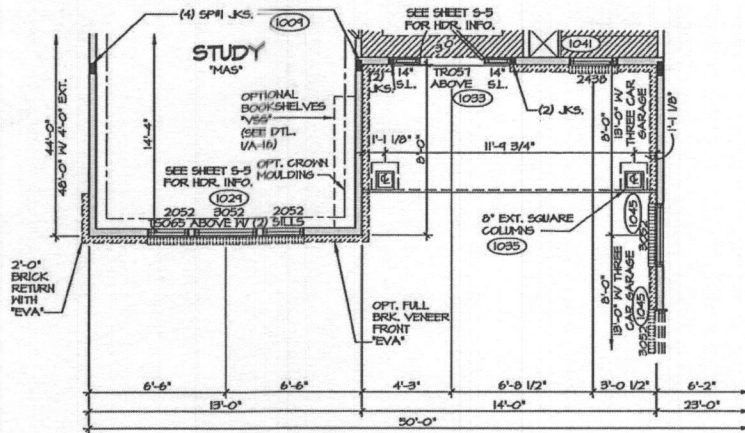 (4) SP#1 JKS.
1009
SEE SHEET S-5
FOR HDR. INFO.
1041
STUDY
"MAS"
3'0"
(2)
JKS.
14"
S.L.
TROST
ABOVE
1033
14"
S.L.
2430
(2) JKS.
OPTIONAL
BOOKSHELVES
"VSS"
(SEE DTL.
1/A-16)
44'-0"
48'-0" W 4'-0" EXT.
14'-4"
8'-0"
8'-0"
13'-0" W/
THREE CAR
GARAGE
1'-1 1/8"
1'-1 1/8"
11'-9 3/4"
SEE SHEET S-5
FOR HDR. INFO.
1029
OPT. CROWN
MOULDING
2052 3052 2052
(5065 ABOVE W/ (2) SILLS
8" EXT. SQUARE
COLUMNS
1035
1045
3052
2'-0"
BRICK
RETURN
WITH
"EVA"
OPT. FULL
BRK. VENEER
FRONT
"EVA"
8'-0"
13'-0" W/ THREE
CAR GARAGE
1045
3052
6'-6" 6'-6" 4'-3" 6'-8 1/2" 3'-0 1/2" 6'-2"
13'-0" 14'-0" 23'-0"
50'-0"